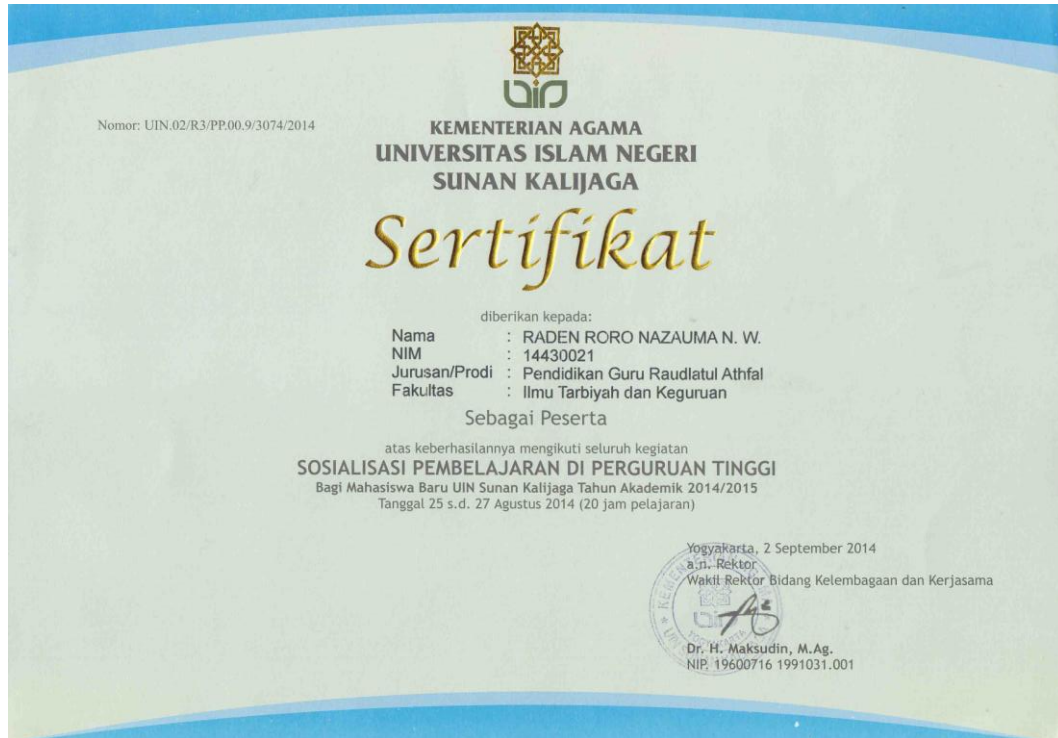 uin
Nomor: UIN.02/R3/PP.00.9/3074/2014
KEMENTERIAN AGAMA
UNIVERSITAS ISLAM NEGERI
SUNAN KALIJAGA
Sertifikat
diberikan kepada:
Nama : RADEN RORO NAZAUMA N. W.
NIM : 14430021
Jurusan/Prodi : Pendidikan Guru Raudlatul Athfal
Fakultas : Ilmu Tarbiyah dan Keguruan
Sebagai Peserta
atas keberhasilannya mengikuti seluruh kegiatan
SOSIALISASI PEMBELAJARAN DI PERGURUAN TINGGI
Bagi Mahasiswa Baru UIN Sunan Kalijaga Tahun Akademik 2014/2015
Tanggal 25 s.d. 27 Agustus 2014 (20 jam pelajaran)
Yogyakarta, 2 September 2014
a.n. Rektor
Wakil Rektor Bidang Kelembagaan dan Kerjasama
Dr. H. Maksudin, M.Ag.
NIP. 19600716 1991031.001